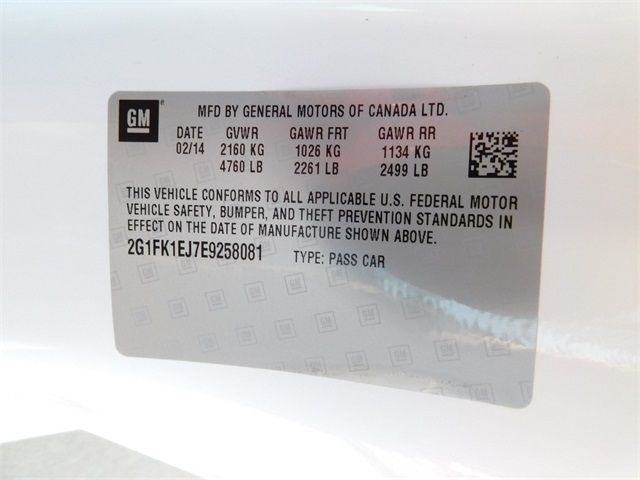 GM
MFD BY GENERAL MOTORS OF CANADA LTD.
DATE GVWR GAWR FRT GAWR RR
02/14 2160 KG 1026 KG 1134 KG
4760 LB 2261 LB 2499 LB
THIS VEHICLE CONFORMS TO ALL APPLICABLE U.S. FEDERAL MOTOR
VEHICLE SAFETY, BUMPER, AND THEFT PREVENTION STANDARDS IN
EFFECT ON THE DATE OF MANUFACTURE SHOWN ABOVE.
2G1FK1EJ7E9258081 TYPE: PASS CAR